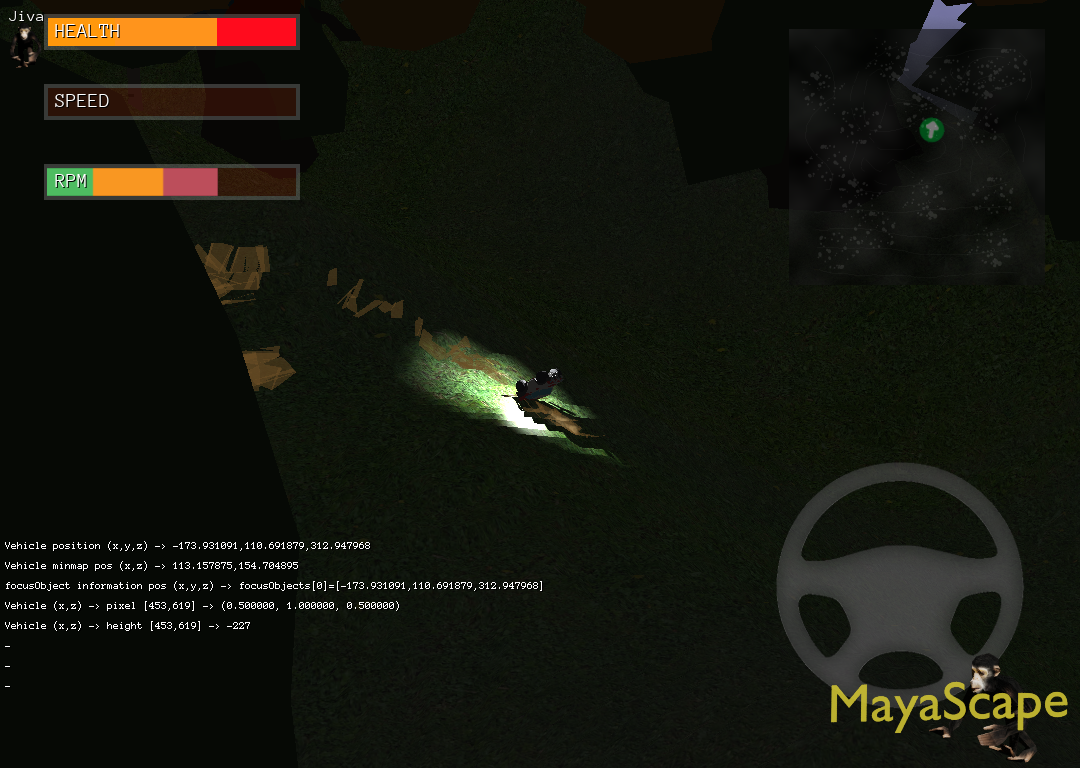 Jiva
HEALTH
SPEED
RPM
Vehicle position (x,y,z) -> -173.931091,110.691879,312.947968
Vehicle minmap pos (x,z) -> 113.157875,154.704895
focusObject information pos (x,y,z) -> focusObjects[0]=[-173.931091,110.691879,312.947968]
Vehicle (x,z) -> pixel [453,619] -> (0.500000, 1.000000, 0.500000)
Vehicle (x,z) -> height [453,619] -> -227
-
-
-
MayaScape